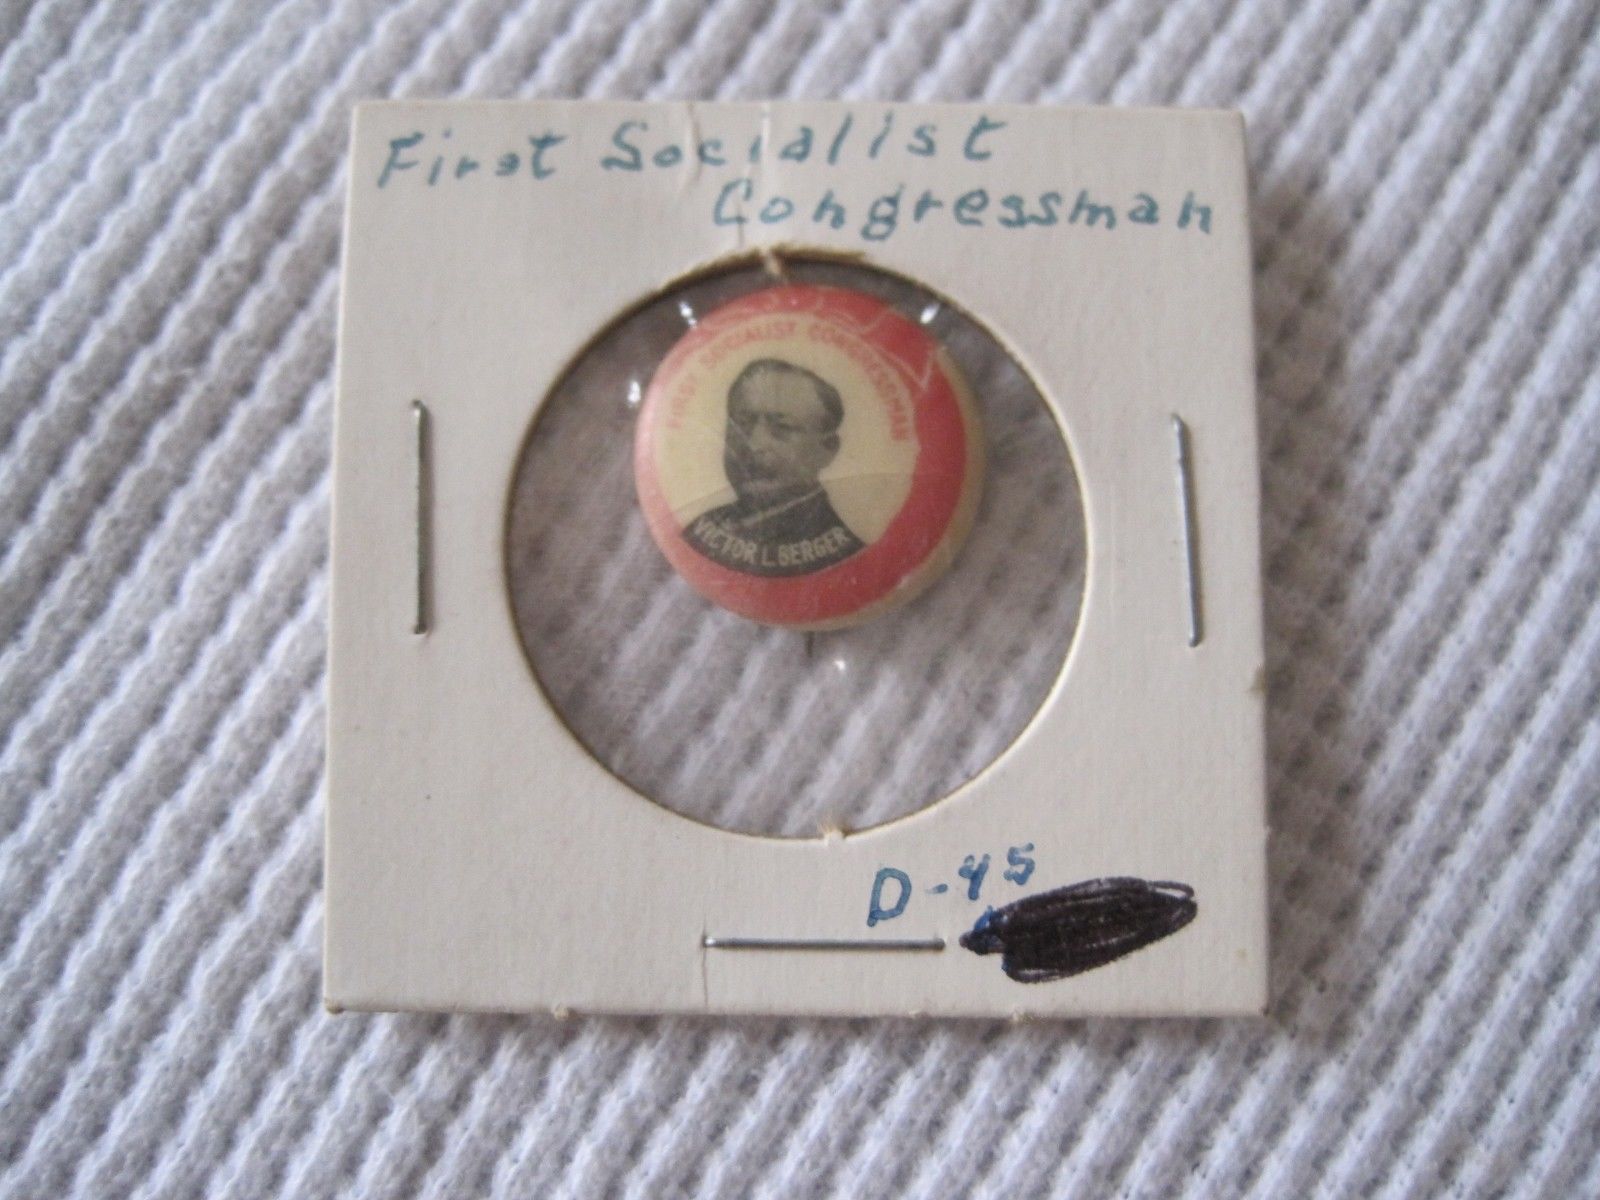 First Socialist
Congressman
FIRST SOCIALIST CONGRESSMAN
VICTOR L. BERGER
D-45